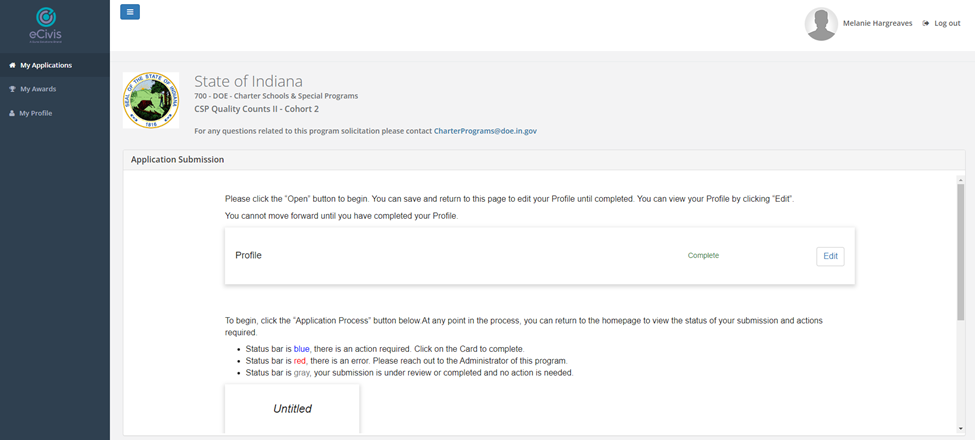 eCivis
Melanie Hargreaves
Log out
My Applications
My Awards
My Profile
SEAL OF THE STATE OF INDIANA
1816
State of Indiana
700 - DOE - Charter Schools & Special Programs
CSP Quality Counts II - Cohort 2
For any questions related to this program solicitation please contact CharterPrograms@doe.in.gov
Application Submission
Please click the "Open" button to begin. You can save and return to this page to edit your Profile until completed. You can view your Profile by clicking "Edit".
You cannot move forward until you have completed your Profile.
Profile
Complete
Edit
To begin, click the "Application Process" button below.At any point in the process, you can return to the homepage to view the status of your submission and actions
required.
• Status bar is blue, there is an action required. Click on the Card to complete.
• Status bar is red, there is an error. Please reach out to the Administrator of this program.
• Status bar is gray, your submission is under review or completed and no action is needed.
Untitled